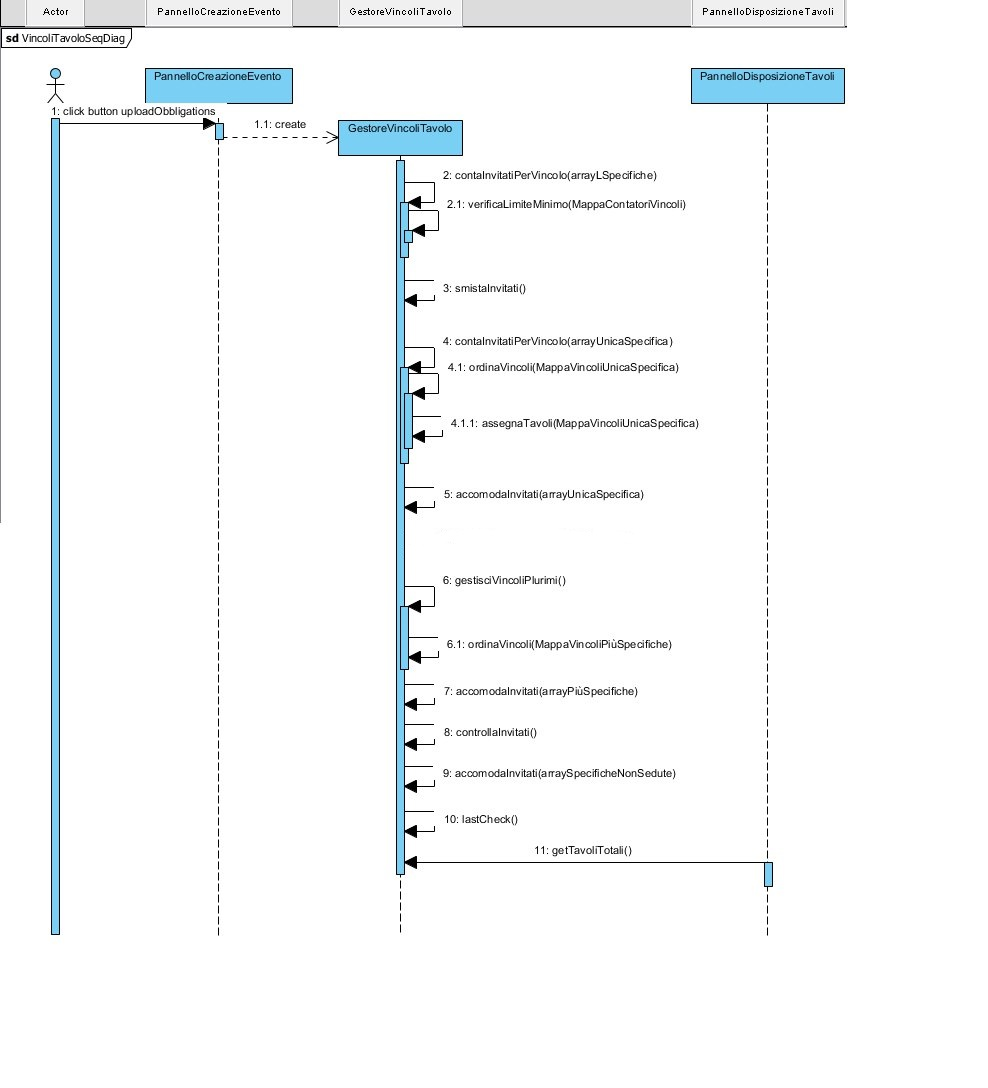 Actor PannelloCreazioneEvento GestoreVincoliTavolo PannelloDisposizioneTavoli
sd VincoliTavoloSeqDiag
PannelloCreazioneEvento PannelloDisposizioneTavoli
1: click button uploadObbligations
1.1: create
GestoreVincoliTavolo
2: contaInvitatiPerVincolo(arrayLSpecifiche)
2.1: verificaLimiteMinimo(MappaContatoriVincoli)
3: smistaInvitati()
4: contaInvitatiPerVincolo(arrayUnicaSpecifica)
4.1: ordinaVincoli(MappaVincoliUnicaSpecifica)
4.1.1: assegnaTavoli(MappaVincoliUnicaSpecifica)
5: accomodaInvitati(arrayUnicaSpecifica)
6: gestisciVincoliPlurimi()
6.1: ordinaVincoli(MappaVincoliPiùSpecifiche)
7: accomodaInvitati(arrayPiùSpecifiche)
8: controllaInvitati()
9: accomodaInvitati(arraySpecificheNonSedute)
10: lastCheck()
11: getTavoliTotali()